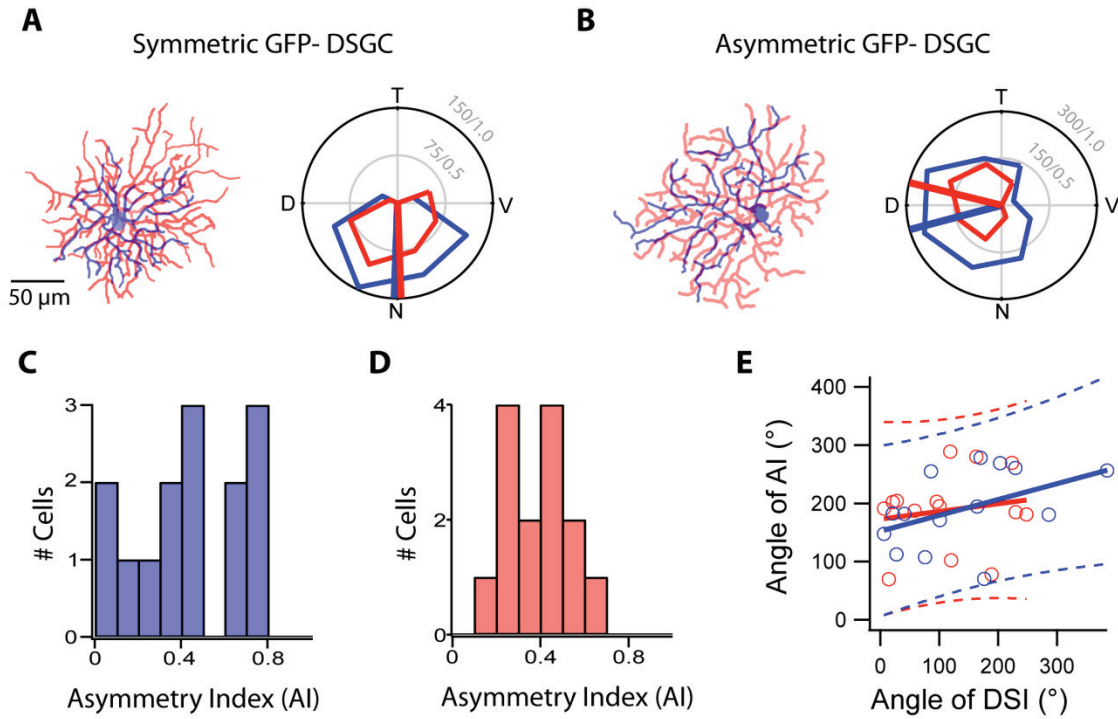 A
Symmetric GFP- DSGC
50 µm
T
D
V
N
150/1.0
75/0.5
B
Asymmetric GFP- DSGC
T
D
V
N
300/1.0
150/0.5
C
# Cells
3
2
1
0
0
0.4
0.8
Asymmetry Index (AI)
D
# Cells
4
2
0
0
0.4
0.8
Asymmetry Index (AI)
E
Angle of AI (°)
400
300
200
100
0
0
100
200
300
Angle of DSI (°)